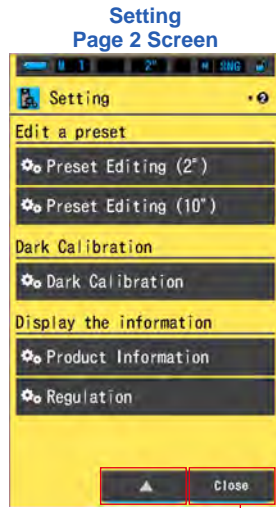 Setting
Page 2 Screen
M 1 2° M SNG
Setting
Edit a preset
Preset Editing (2°)
Preset Editing (10°)
Dark Calibration
Dark Calibration
Display the information
Product Information
Regulation
Close